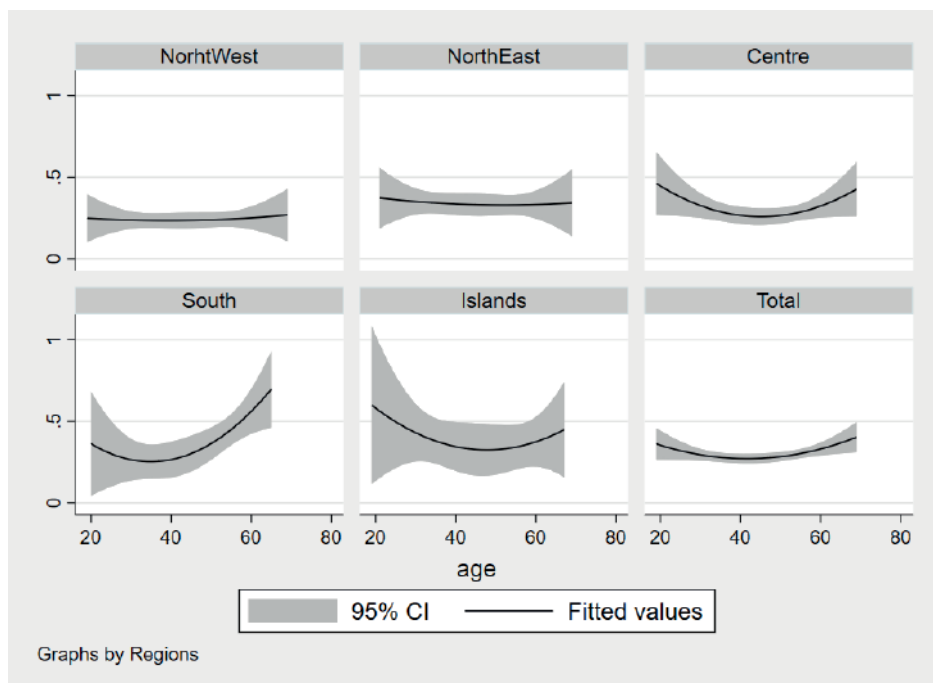 NorhtWest NorthEast Centre
1
.5
0
South Islands Total
1
.5
0
20 40 60 80 20 40 60 80 20 40 60 80
age
95% CI Fitted values
Graphs by Regions